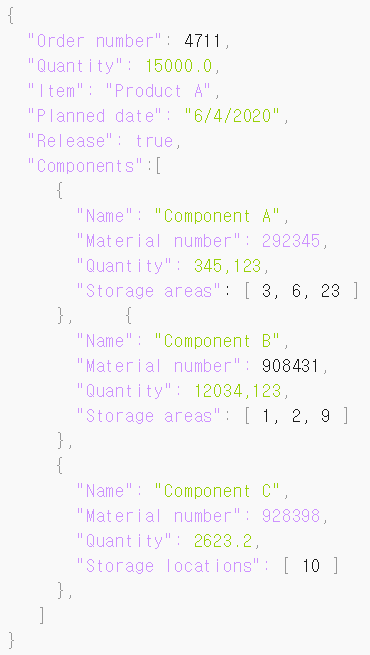 {
"Order number": 4711,
"Quantity": 15000.0,
"Item": "Product A",
"Planned date": "6/4/2020",
"Release": true,
"Components":[
{
"Name": "Component A",
"Material number": 292345,
"Quantity": 345,123,
"Storage areas": [ 3, 6, 23 ]
}, {
"Name": "Component B",
"Material number": 908431,
"Quantity": 12034,123,
"Storage areas": [ 1, 2, 9 ]
},
{
"Name": "Component C",
"Material number": 928398,
"Quantity": 2623.2,
"Storage locations": [ 10 ]
},
]
}